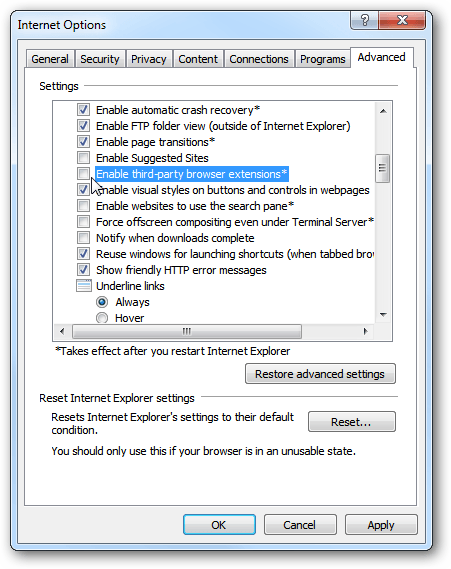 Internet Options
General Security Privacy Content Connections Programs Advanced
Settings
Enable automatic crash recovery*
Enable FTP folder view (outside of Internet Explorer)
Enable page transitions*
Enable Suggested Sites
Enable third-party browser extensions*
Enable visual styles on buttons and controls in webpages
Enable websites to use the search pane*
Force offscreen compositing even under Terminal Server*
Notify when downloads complete
Reuse windows for launching shortcuts (when tabbed brow
Show friendly HTTP error messages
Underline links
Always
Hover
*Takes effect after you restart Internet Explorer
Restore advanced settings
Reset Internet Explorer settings
Resets Internet Explorer's settings to their default
condition.
Reset...
You should only use this if your browser is in an unusable state.
OK Cancel Apply